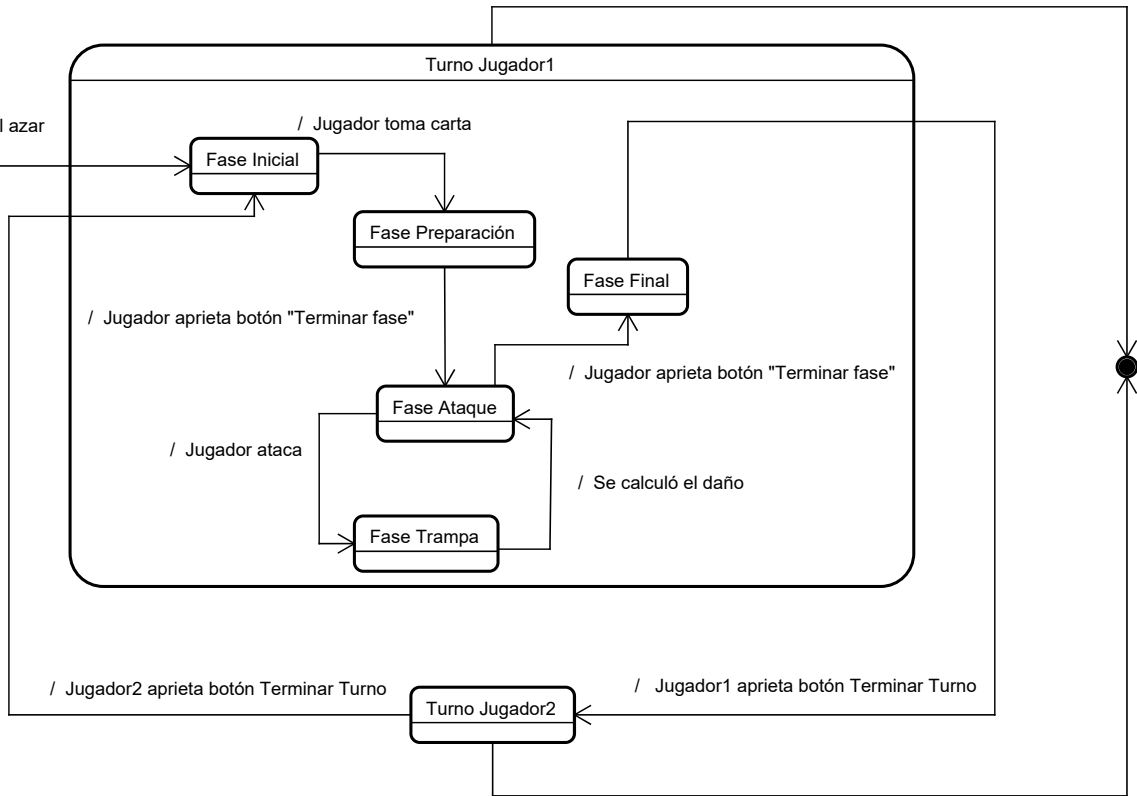 Turno Jugador1
l azar
/ Jugador toma carta
Fase Inicial
Fase Preparación
Fase Final
/ Jugador aprieta botón "Terminar fase"
/ Jugador aprieta botón "Terminar fase"
Fase Ataque
/ Jugador ataca
/ Se calculó el daño
Fase Trampa
/ Jugador2 aprieta botón Terminar Turno
/ Jugador1 aprieta botón Terminar Turno
Turno Jugador2